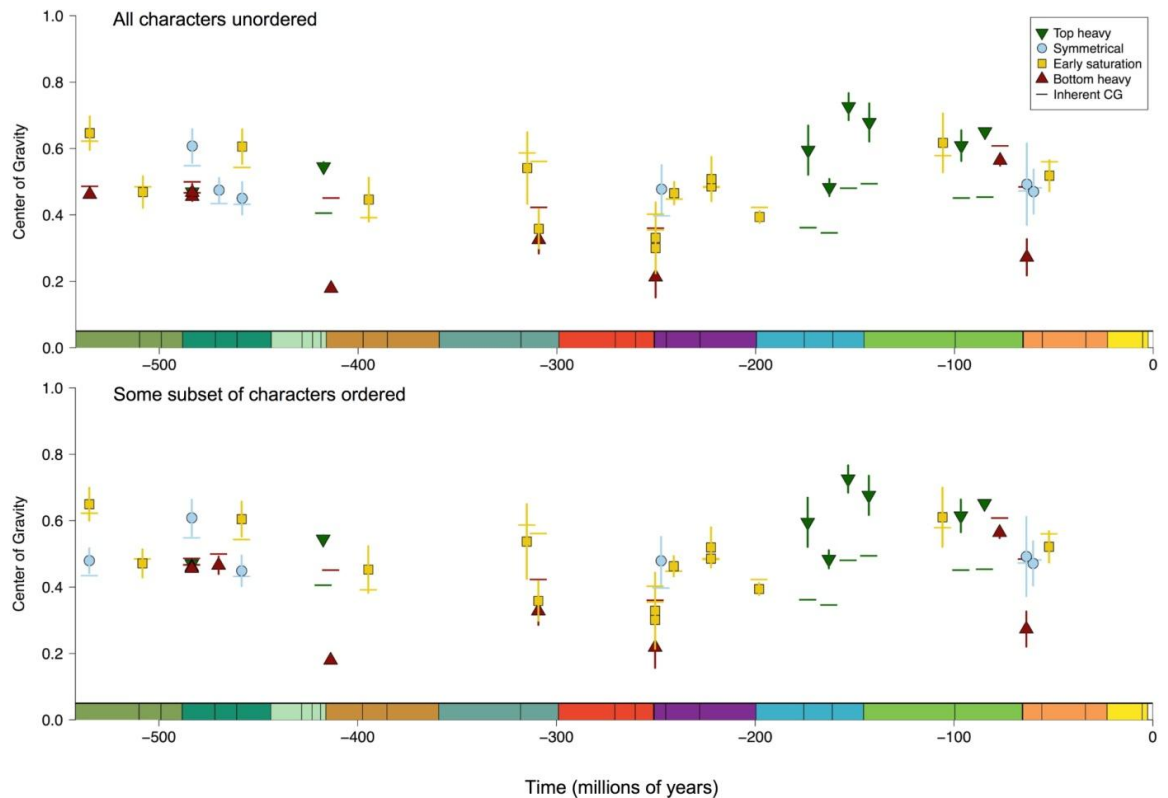 All characters unordered
Top heavy
Symmetrical
Early saturation
Bottom heavy
Inherent CG
1.0
0.8
0.6
0.4
0.2
0.0
Center of Gravity
−500
−400
−300
−200
−100
0
Some subset of characters ordered
1.0
0.8
0.6
0.4
0.2
0.0
Center of Gravity
−500
−400
−300
−200
−100
0
Time (millions of years)